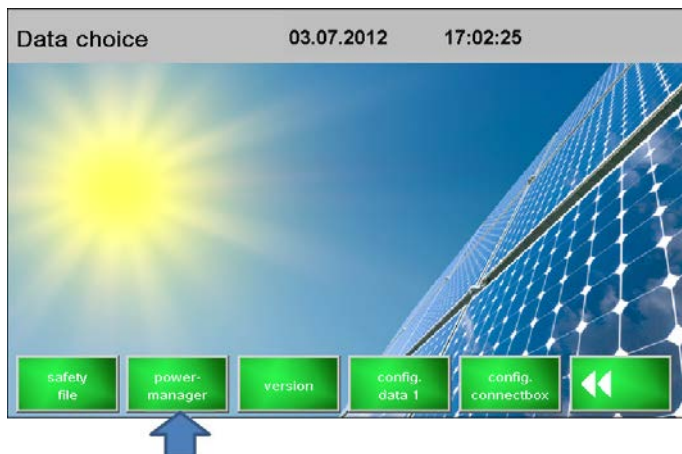 Data choice 03.07.2012 17:02:25
safety
file
power-
manager
version
config.
data 1
config.
connectbox